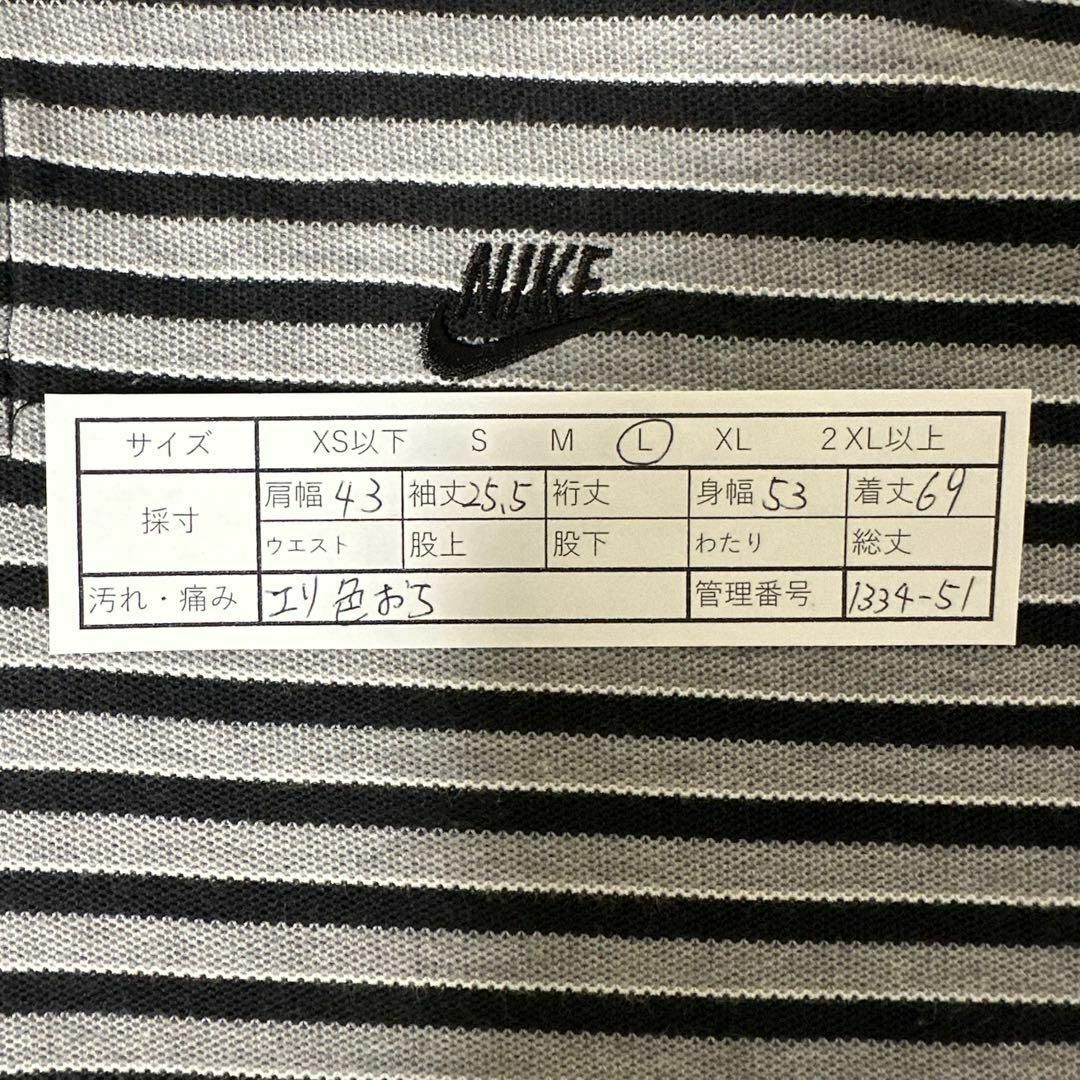 NIKE
サイズ XS以下 S M L XL 2XL以上
採寸 肩幅 43 袖丈 25.5 裄丈 身幅 53 着丈 69
ウエスト 股上 股下 わたり 総丈
汚れ・痛み エリ色おち 管理番号 1334-51